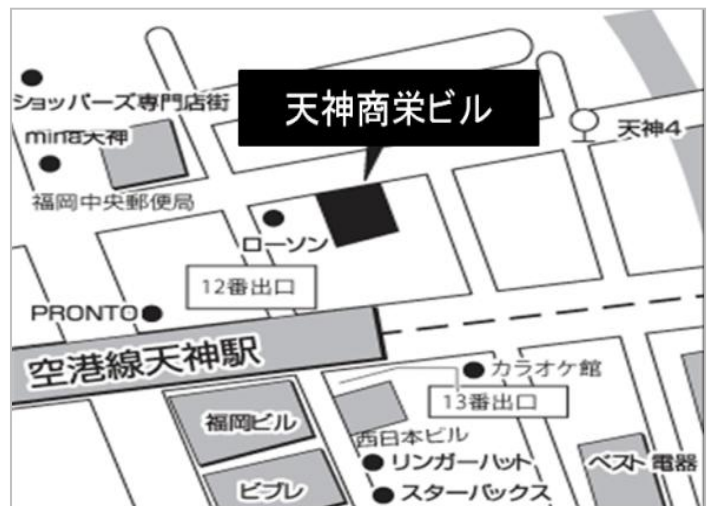 ショッパーズ専門店街
天神商栄ビル
mina天神
天神4
福岡中央郵便局
ローソン
12番出口
PRONTO
空港線天神駅
カラオケ館
13番出口
福岡ビル
西日本ビル
リンガーハット
ベスト電器
ビブレ
スターバックス